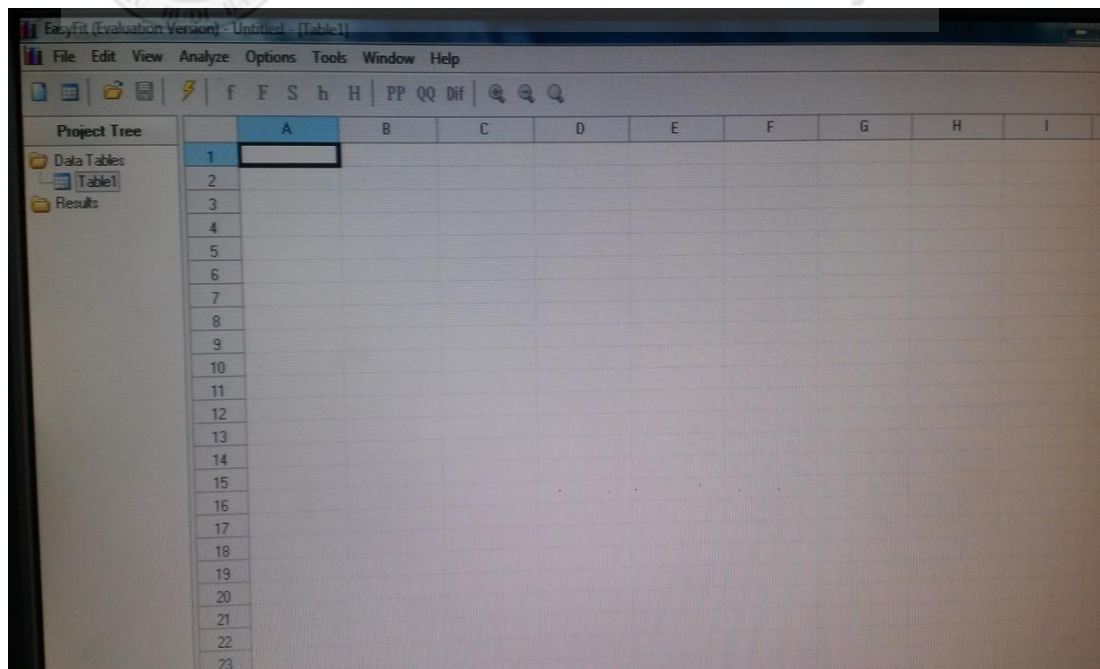 EasyFit (Evaluation Version) - Untitled - [Table1]
File Edit View Analyze Options Tools Window Help
f F S h H PP QQ Dif
Project Tree
Data Tables
Table1
Results
A B C D E F G H I
1
2
3
4
5
6
7
8
9
10
11
12
13
14
15
16
17
18
19
20
21
22
23